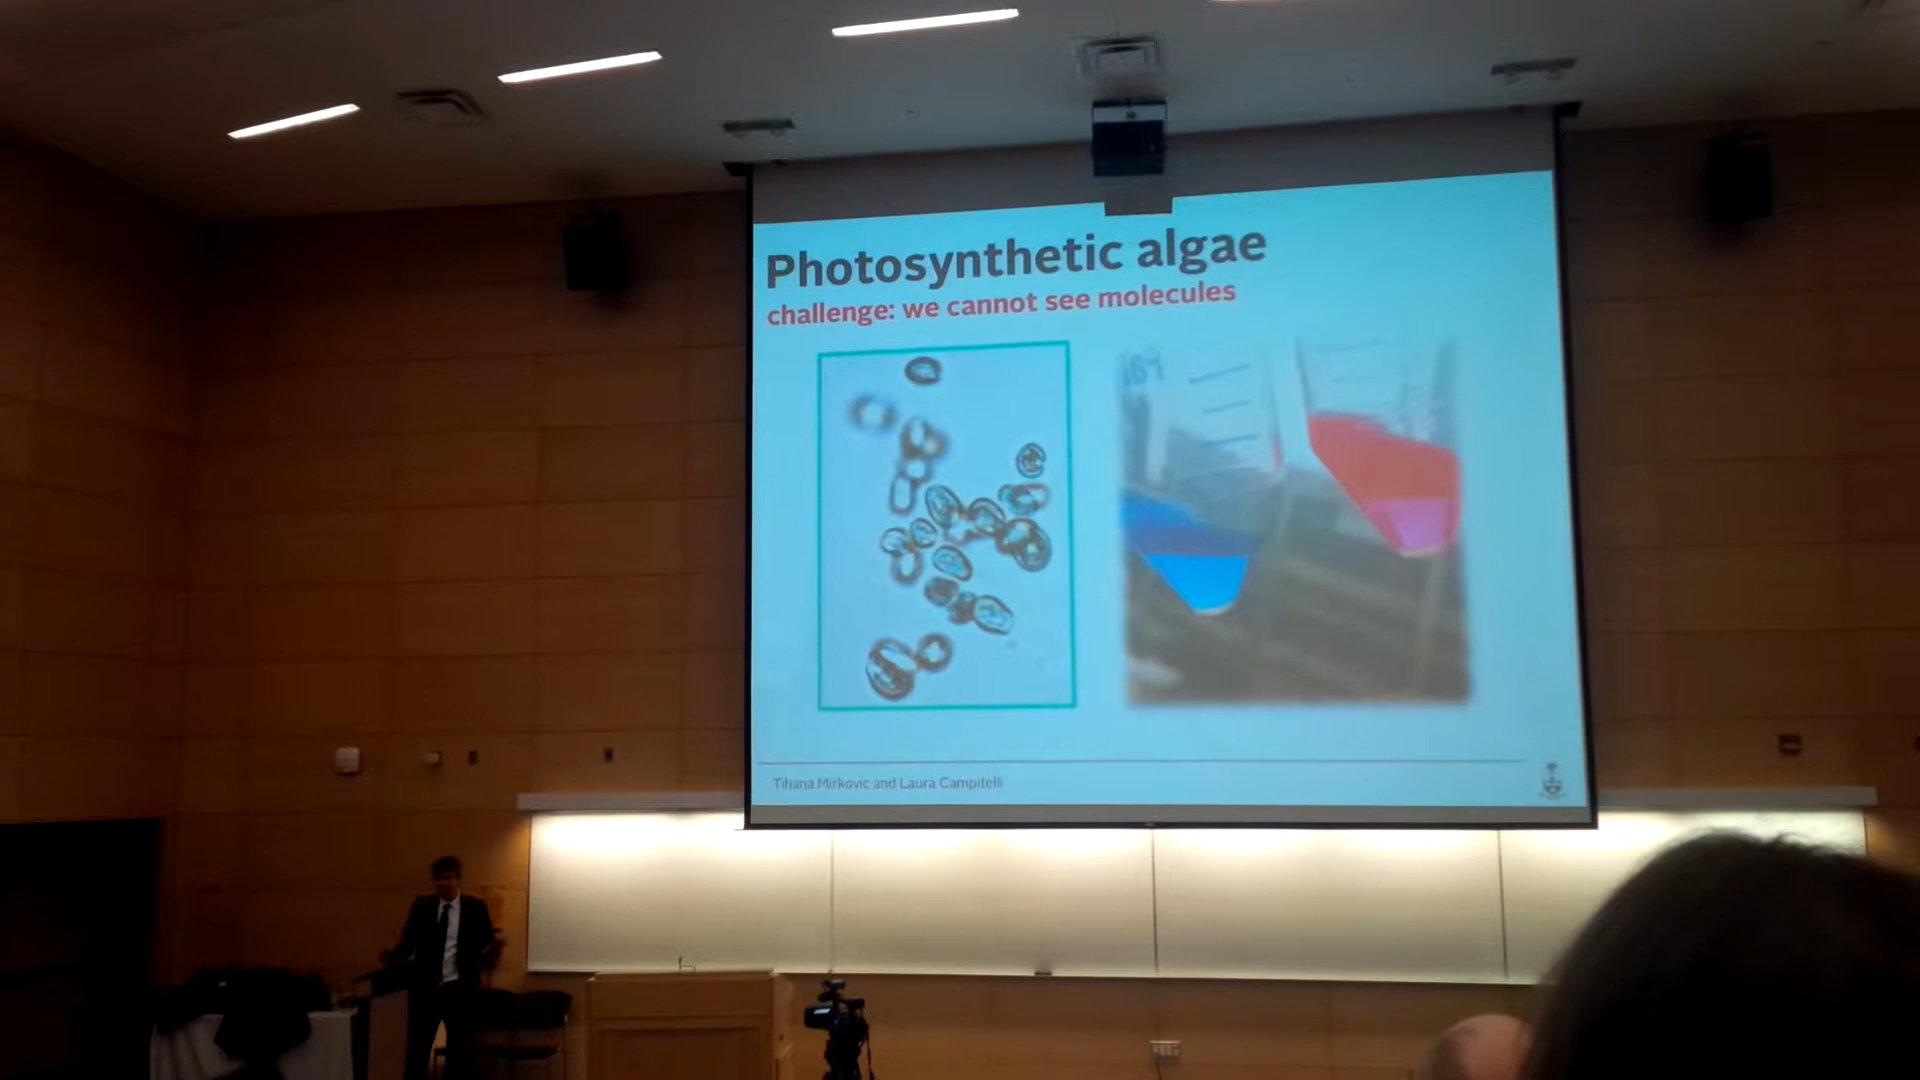 Photosynthetic algae
challenge: we cannot see molecules
Tihana Mirkovic and Laura Campitelli